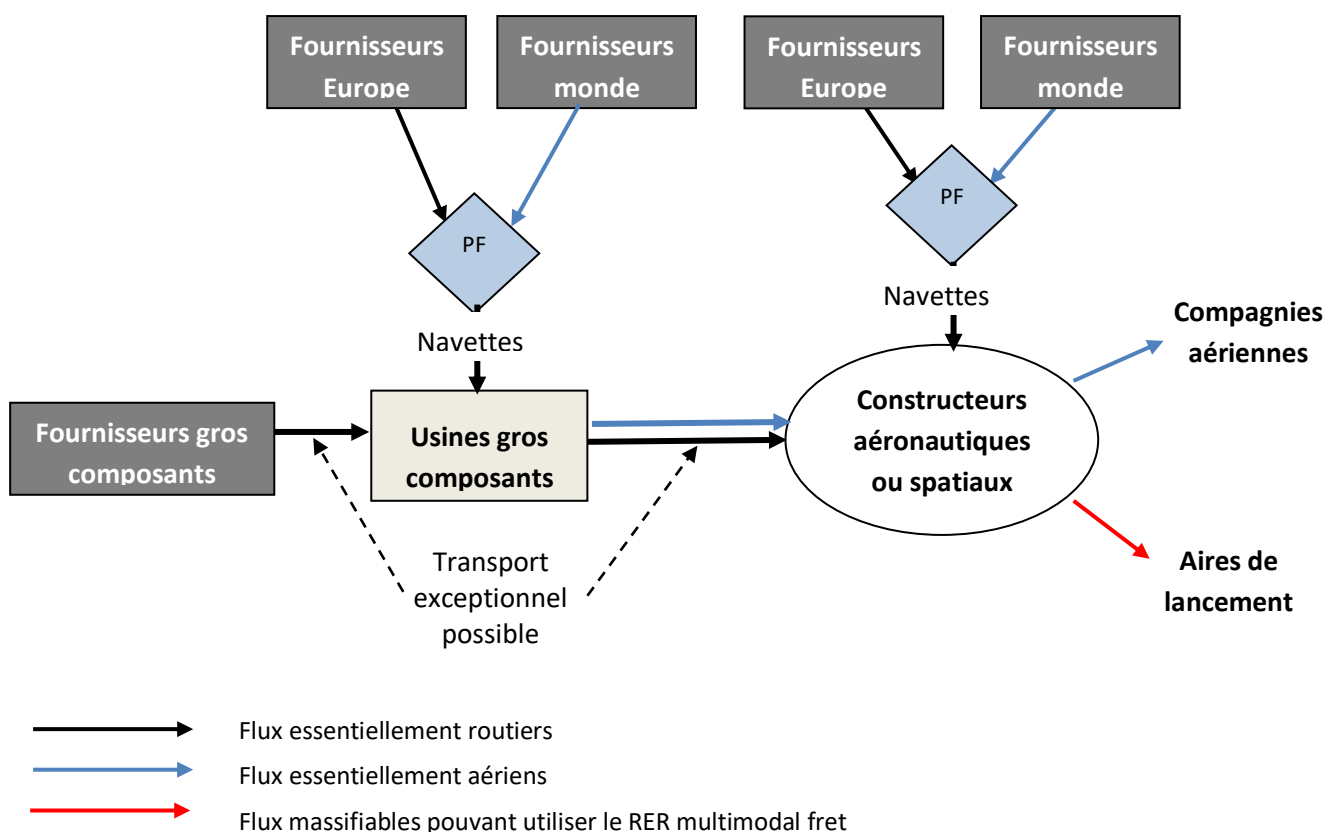 Fournisseurs
Europe
Fournisseurs
monde
Fournisseurs
Europe
Fournisseurs
monde
PF
PF
Navettes
Navettes
Compagnies
aériennes
Fournisseurs gros
composants
Usines gros
composants
Constructeurs
aéronautiques
ou spatiaux
Transport
exceptionnel
possible
Aires de
lancement
Flux essentiellement routiers
Flux essentiellement aériens
Flux massifiables pouvant utiliser le RER multimodal fret